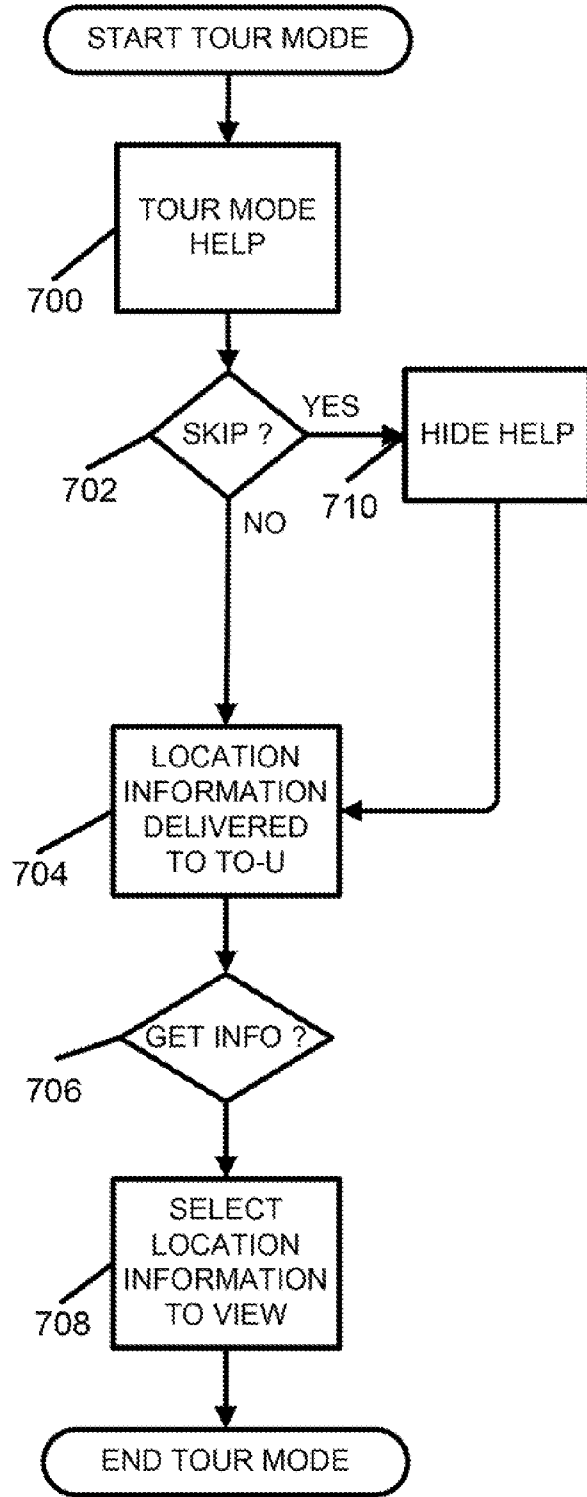 START TOUR MODE
TOUR MODE
HELP
700
SKIP ?
YES
702
NO
710
HIDE HELP
LOCATION
INFORMATION
DELIVERED
TO TO-U
704
GET INFO ?
706
SELECT
LOCATION
INFORMATION
TO VIEW
708
END TOUR MODE